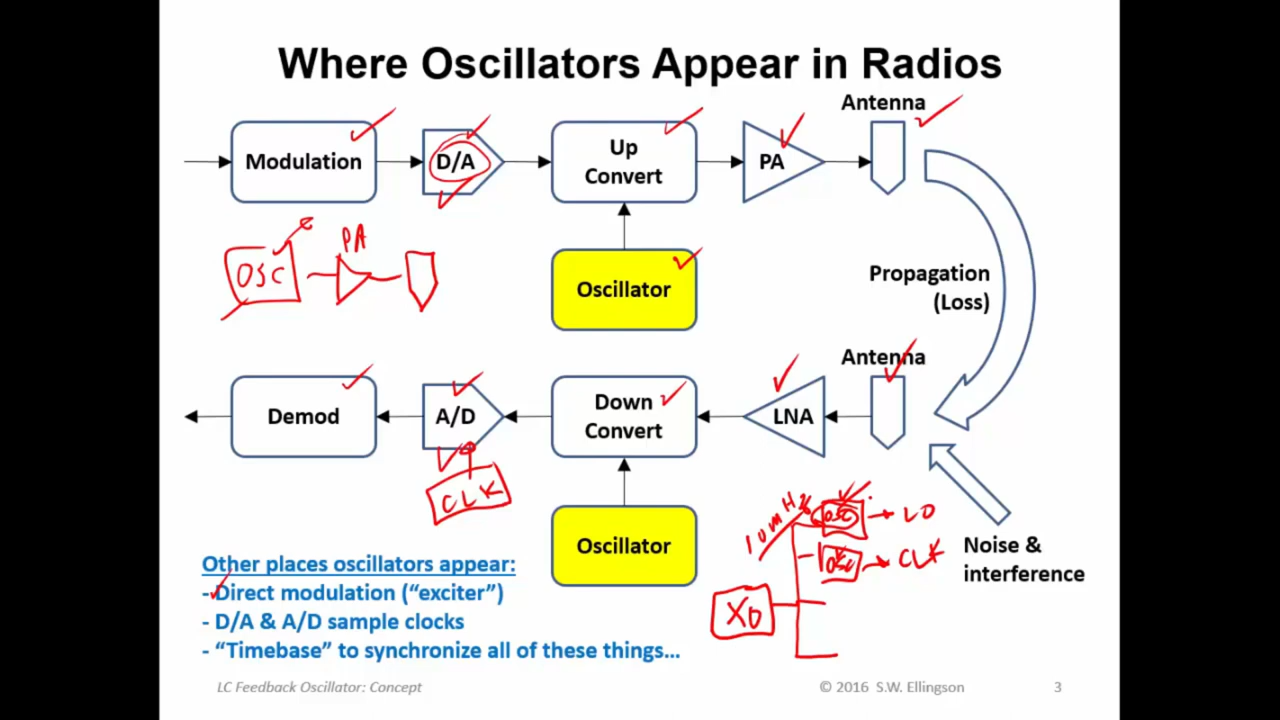 Where Oscillators Appear in Radios
Antenna
Modulation
D/A
Up
Convert
PA
OSC
PA
Oscillator
Propagation
(Loss)
Antenna
Demod
A/D
Down
Convert
LNA
CLK
10 MHz
OSC
LO
Oscillator
OSC
CLK
Noise &
interference
XO
Other places oscillators appear:
- Direct modulation (“exciter”)
- D/A & A/D sample clocks
- “Timebase” to synchronize all of these things…
LC Feedback Oscillator: Concept
© 2016 S.W. Ellingson
3